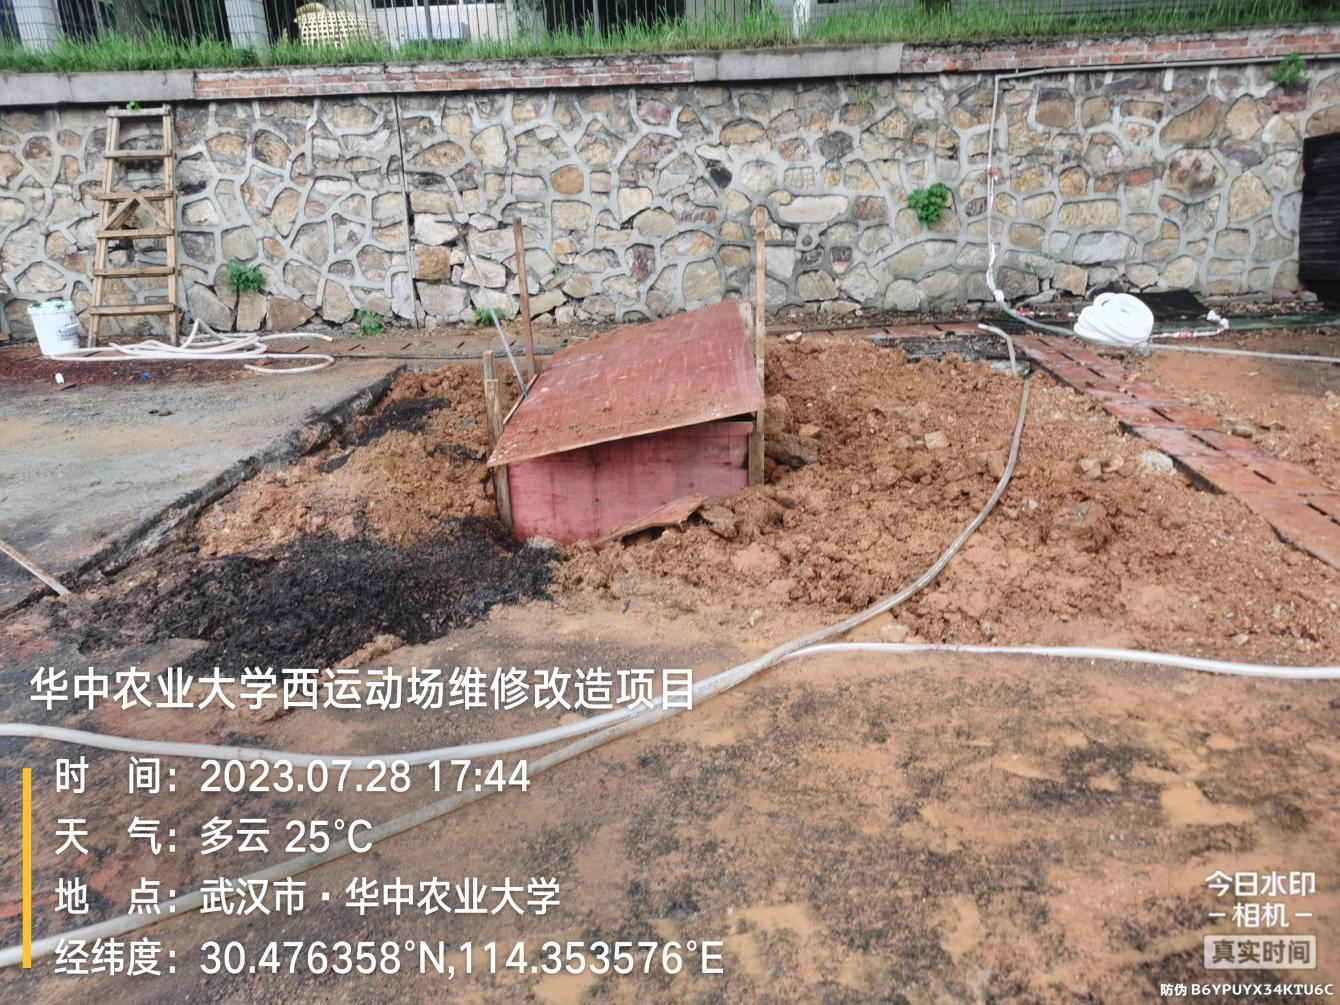 华中农业大学西运动场维修改造项目
时 间：2023.07.28 17:44
天 气：多云 25°C
地 点：武汉市·华中农业大学
经纬度：30.476358°N,114.353576°E
今日水印
-相机-
真实时间
防伪 B6YPUYX34KTU6C